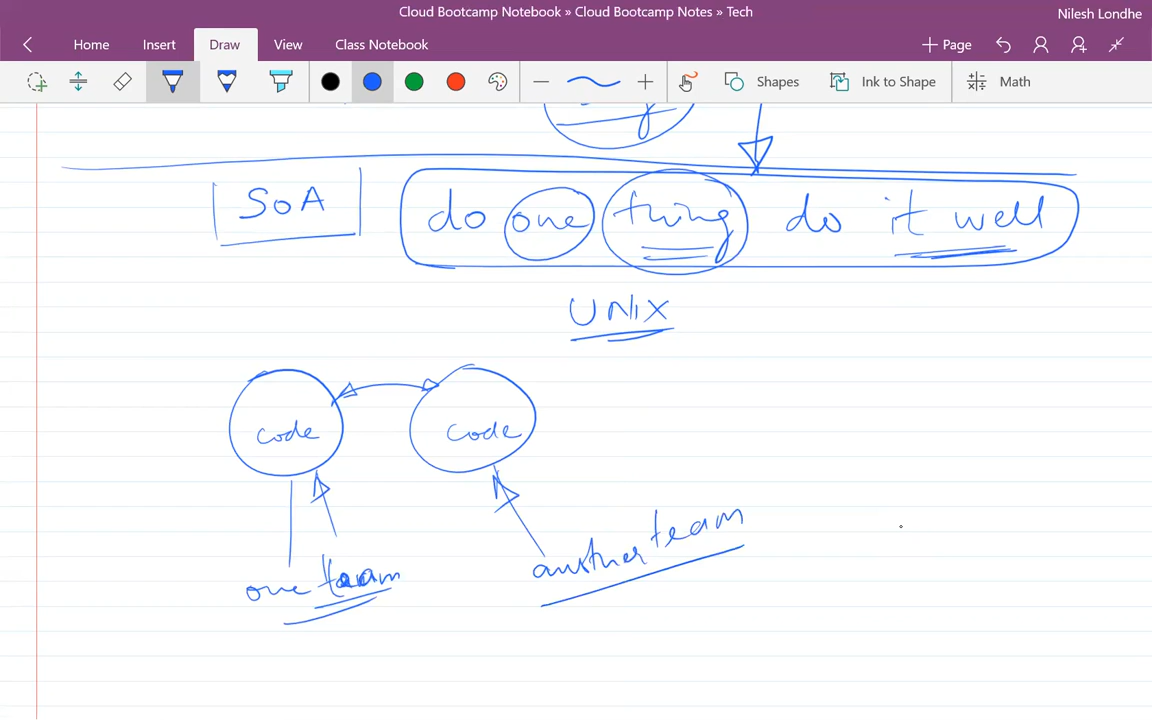 Cloud Bootcamp Notebook » Cloud Bootcamp Notes » Tech
Nilesh Londhe
Home Insert Draw View Class Notebook Page
Shapes Ink to Shape Math
SOA do one thing do it well
UNIX
code code
one team another team